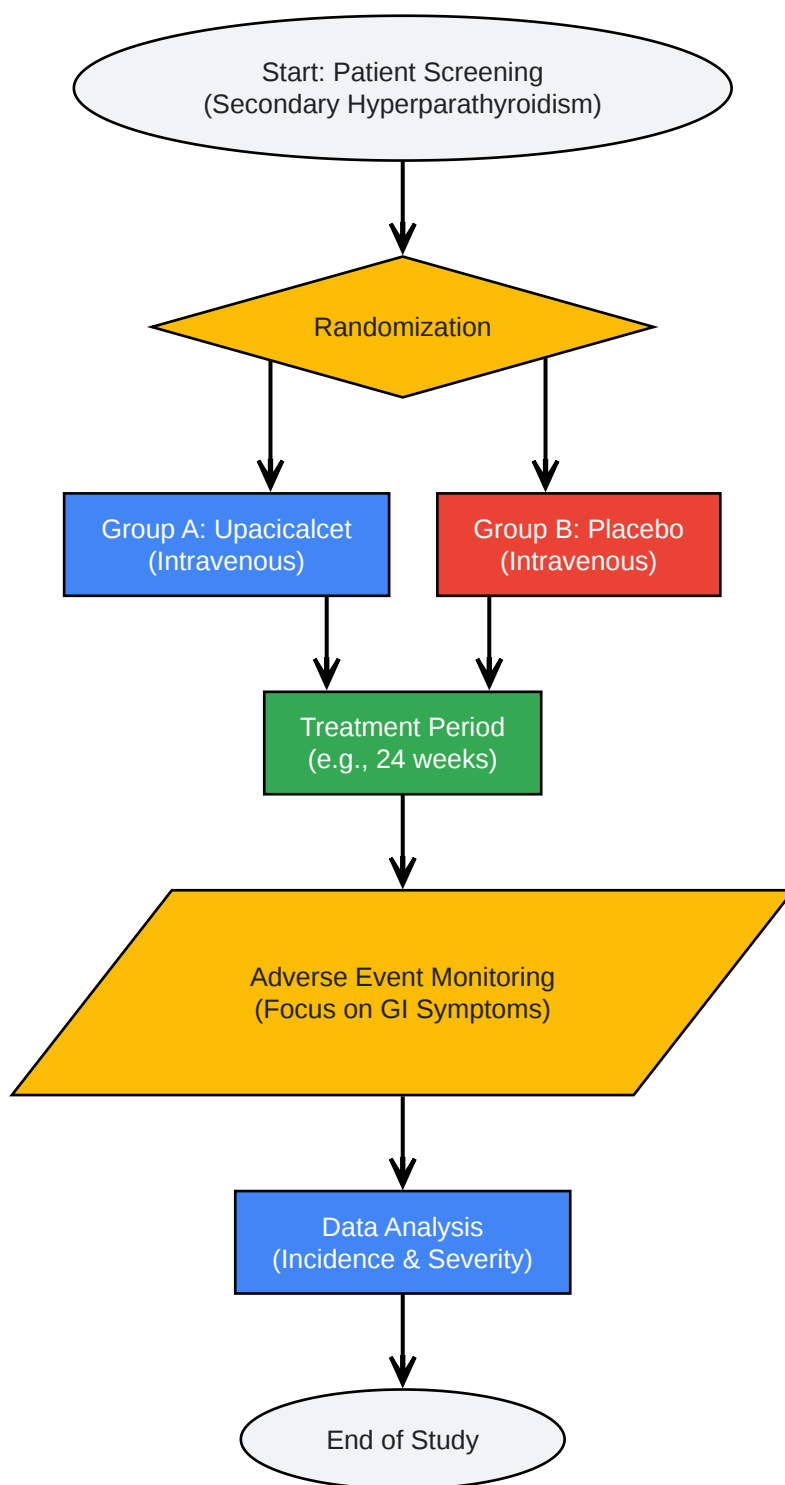 Start: Patient Screening
(Secondary Hyperparathyroidism)
Randomization
Group A: Upacicalcet
(Intravenous)
Group B: Placebo
(Intravenous)
Treatment Period
(e.g., 24 weeks)
Adverse Event Monitoring
(Focus on GI Symptoms)
Data Analysis
(Incidence & Severity)
End of Study